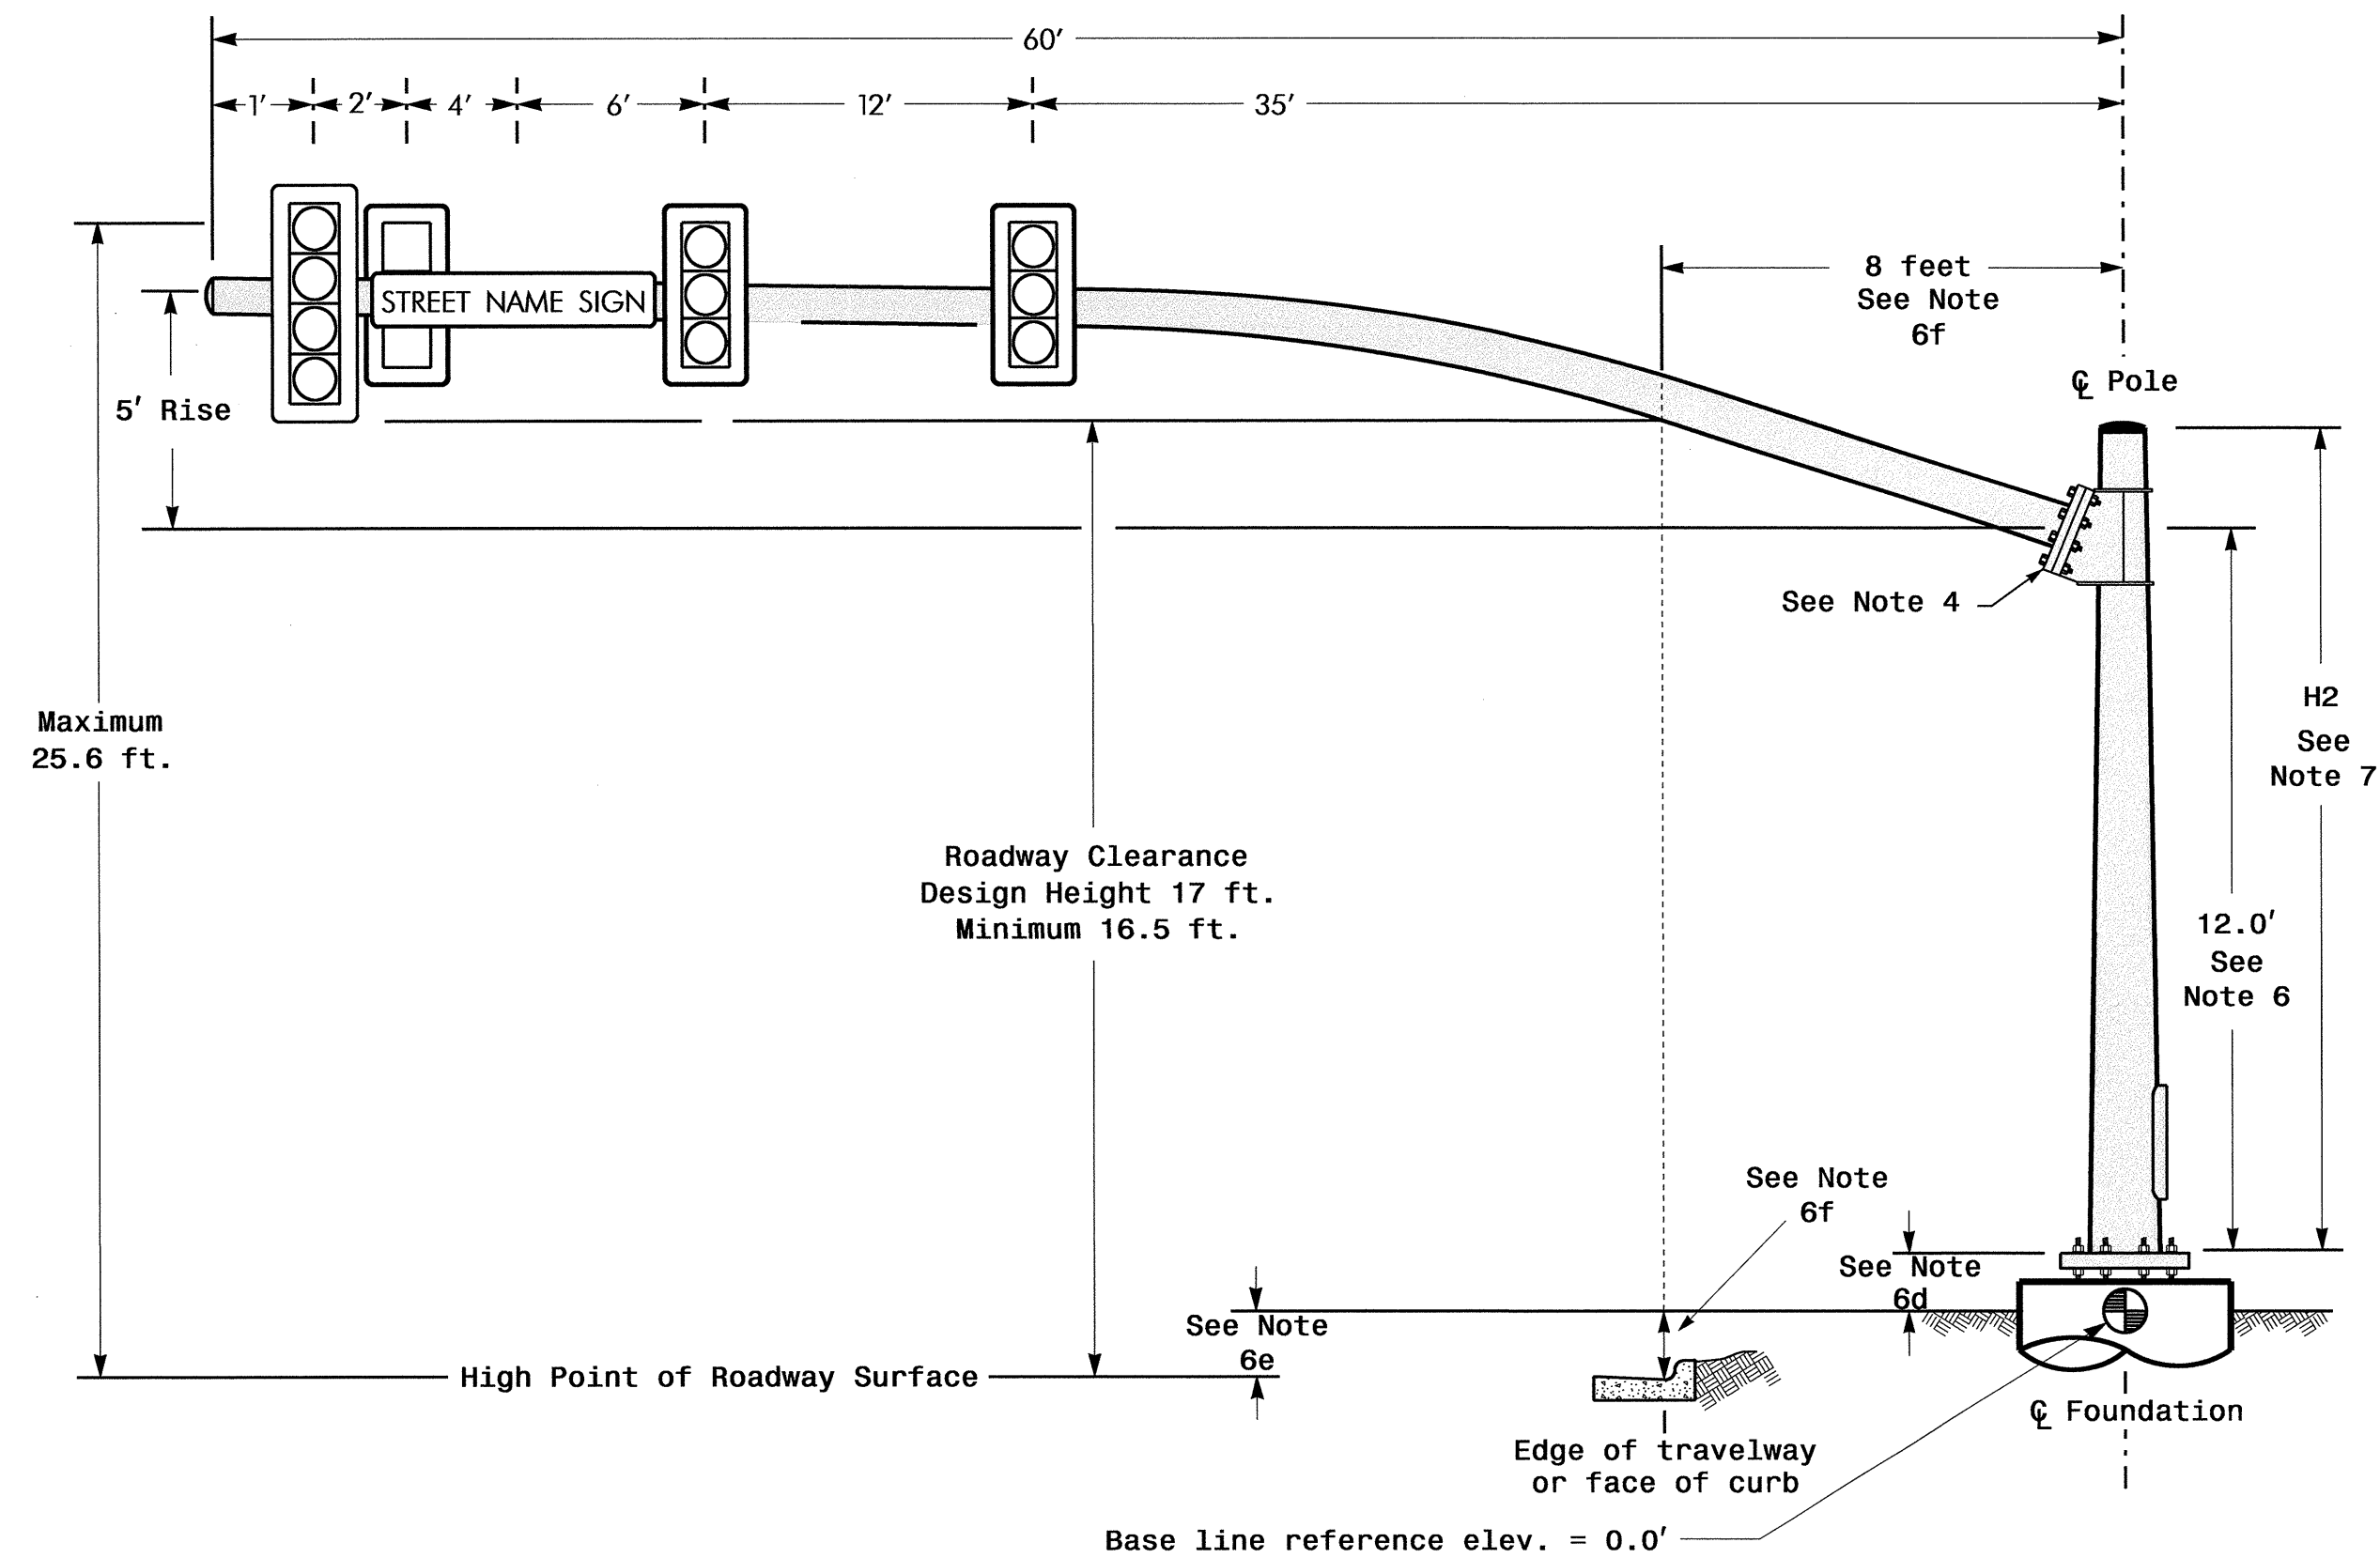 60'
1'
2'
4'
6'
12'
35'
STREET NAME SIGN
8 feet
See Note
6f
℄ Pole
5' Rise
See Note 4
H2
See
Note 7
Maximum
25.6 ft.
Roadway Clearance
Design Height 17 ft.
Minimum 16.5 ft.
12.0'
See
Note 6
See Note
6f
See Note
6d
See Note
6e
High Point of Roadway Surface
℄ Foundation
Edge of travelway
or face of curb
Base line reference elev. = 0.0'